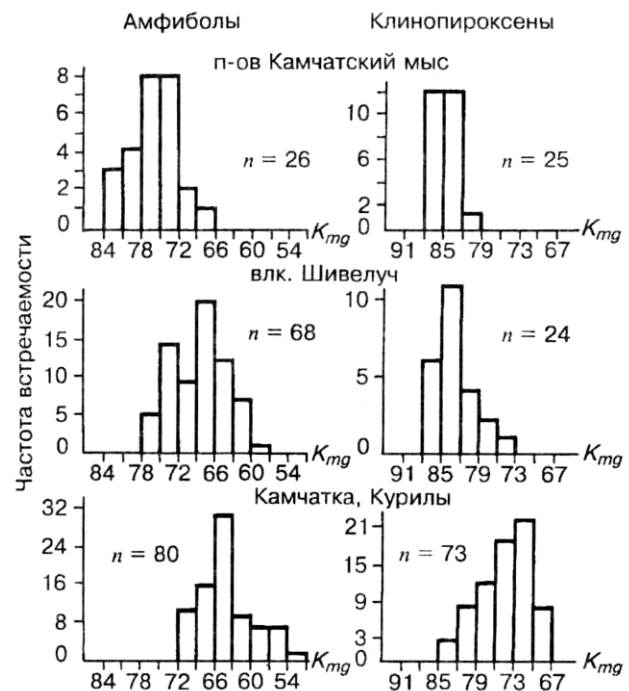 Амфиболы Клинопироксены
п-ов Камчатский мыс
8
6
4
2
0
n = 26
84 78 72 66 60 54 Kmg
10
6
2
0
n = 25
91 85 79 73 67 Kmg
влк. Шивелуч
Частота встречаемости
20
15
10
5
0
n = 68
84 78 72 66 60 54 Kmg
10
5
0
n = 24
91 85 79 73 67 Kmg
Камчатка, Курилы
32
24
16
8
0
n = 80
84 78 72 66 60 54 Kmg
21
15
9
3
0
n = 73
91 85 79 73 67 Kmg